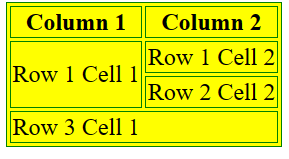 Column 1 Column 2
Row 1 Cell 1 Row 1 Cell 2
Row 2 Cell 2
Row 3 Cell 1